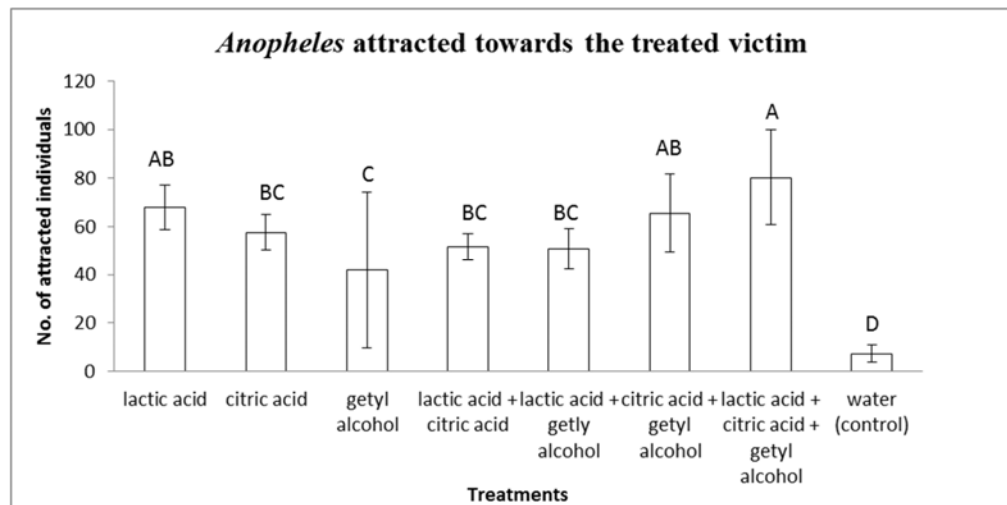 Anopheles attracted towards the treated victim
No. of attracted individuals
120
100
80
60
40
20
0
AB
BC
C
BC
BC
AB
A
D
lactic acid
citric acid
getyl
alcohol
lactic acid +
citric acid
lactic acid +
getly
alcohol
citric acid +
getyl
alcohol
lactic acid +
citric acid +
getyl
alcohol
water
(control)
Treatments